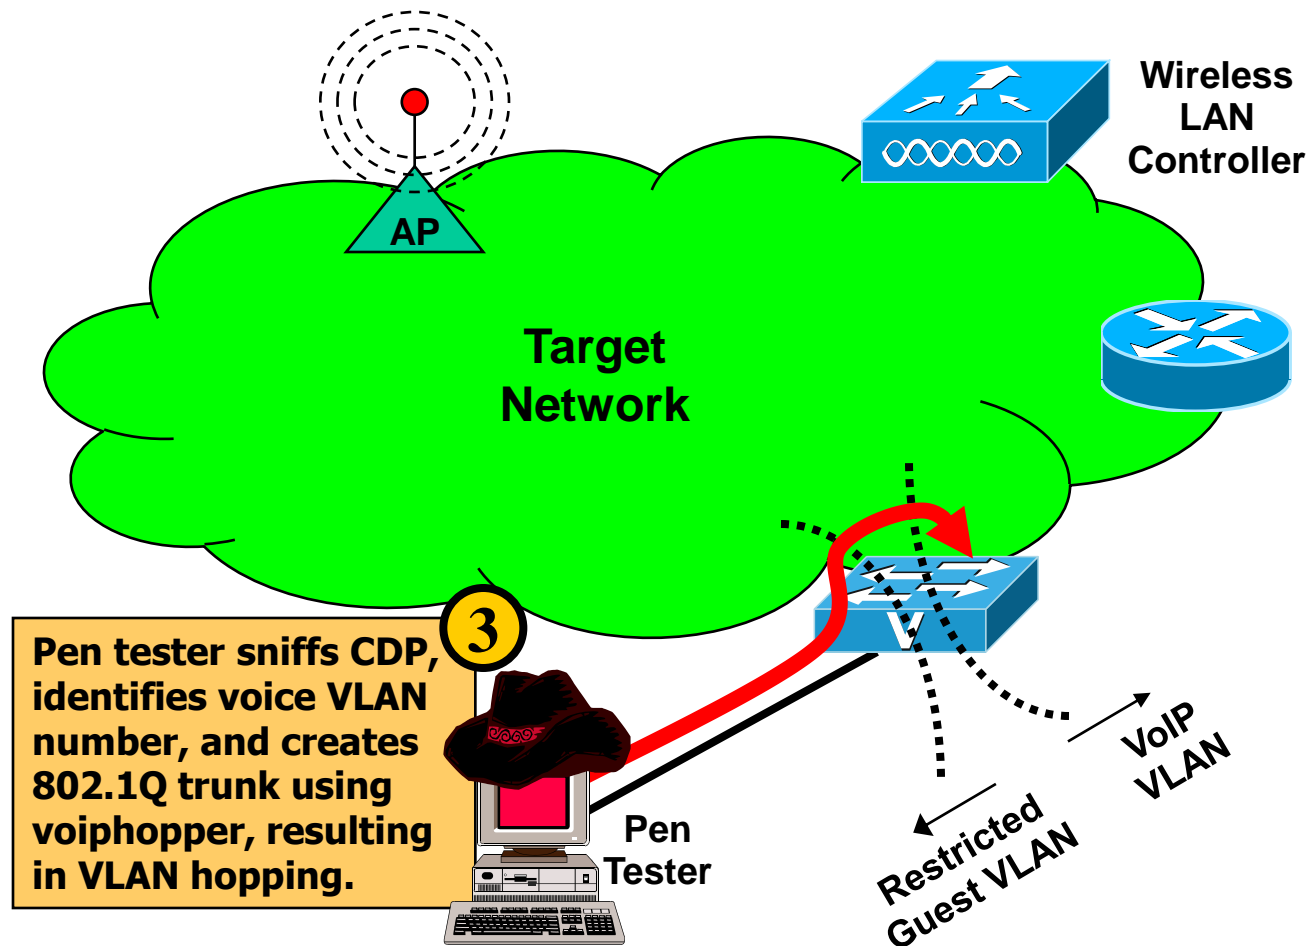 Wireless
LAN
Controller
AP
Target
Network
3
Pen tester sniffs CDP,
identifies voice VLAN
number, and creates
802.1Q trunk using
voiphopper, resulting
in VLAN hopping.
V
VoIP
VLAN
Restricted
Guest VLAN
Pen
Tester